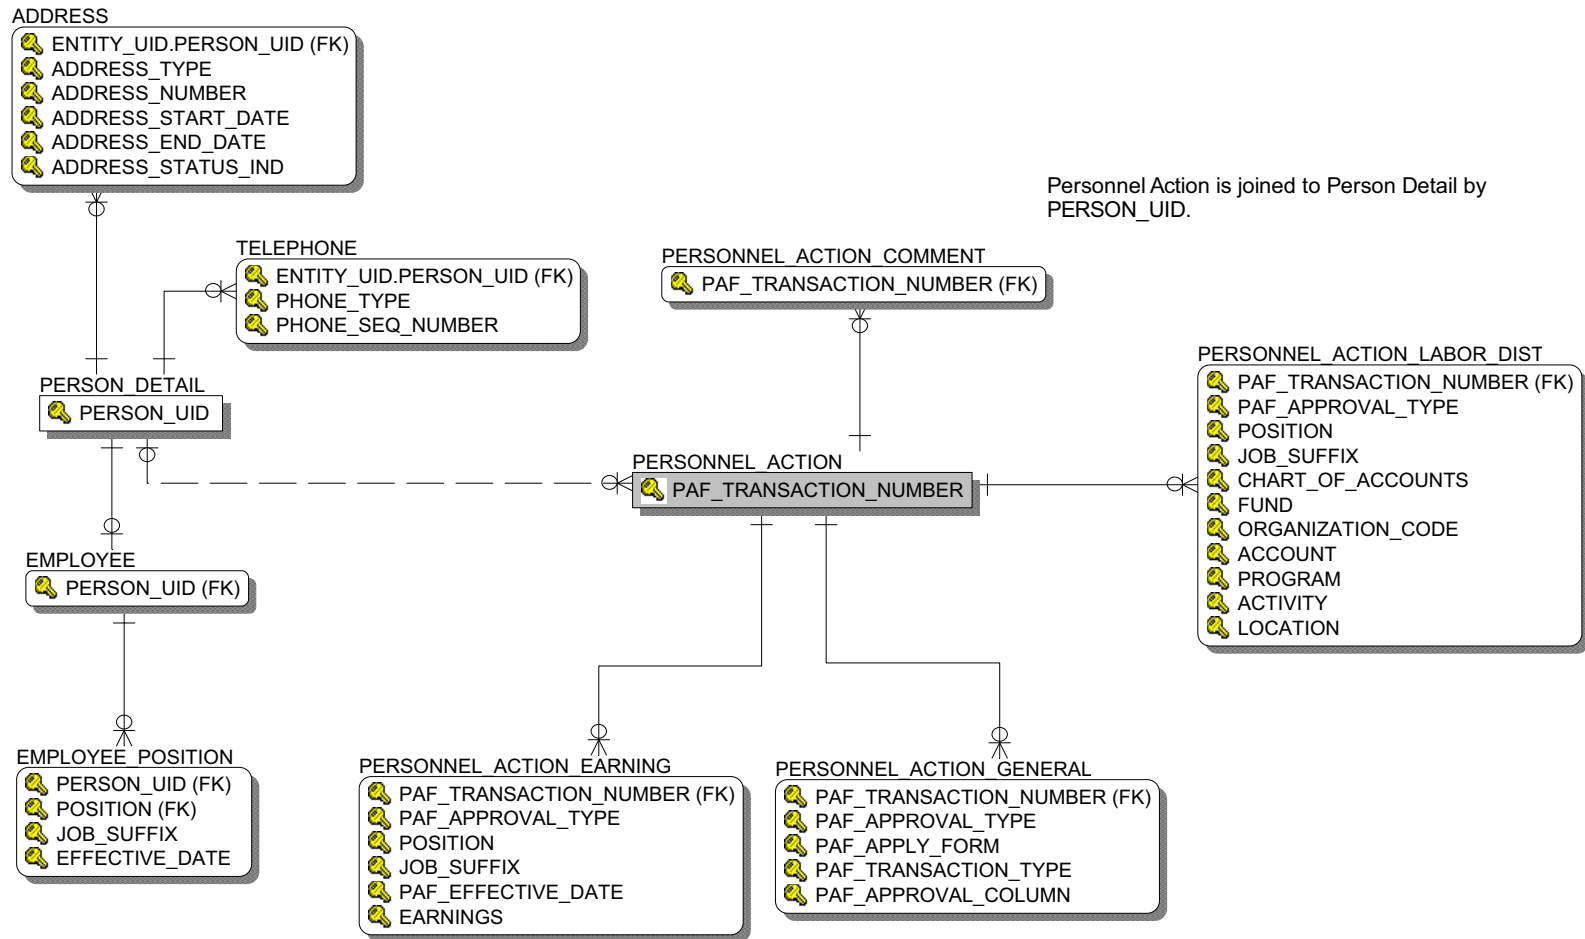 ADDRESS
ENTITY_UID.PERSON_UID (FK)
ADDRESS_TYPE
ADDRESS_NUMBER
ADDRESS_START_DATE
ADDRESS_END_DATE
ADDRESS_STATUS_IND
Personnel Action is joined to Person Detail by
PERSON_UID.
TELEPHONE
ENTITY_UID.PERSON_UID (FK)
PHONE_TYPE
PHONE_SEQ_NUMBER
PERSONNEL_ACTION_COMMENT
PAF_TRANSACTION_NUMBER (FK)
PERSONNEL_ACTION_LABOR_DIST
PAF_TRANSACTION_NUMBER (FK)
PAF_APPROVAL_TYPE
POSITION
JOB_SUFFIX
CHART_OF_ACCOUNTS
FUND
ORGANIZATION_CODE
ACCOUNT
PROGRAM
ACTIVITY
LOCATION
PERSON_DETAIL
PERSON_UID
PERSONNEL_ACTION
PAF_TRANSACTION_NUMBER
EMPLOYEE
PERSON_UID (FK)
EMPLOYEE_POSITION
PERSON_UID (FK)
POSITION (FK)
JOB_SUFFIX
EFFECTIVE_DATE
PERSONNEL_ACTION_EARNING
PAF_TRANSACTION_NUMBER (FK)
PAF_APPROVAL_TYPE
POSITION
JOB_SUFFIX
PAF_EFFECTIVE_DATE
EARNINGS
PERSONNEL_ACTION_GENERAL
PAF_TRANSACTION_NUMBER (FK)
PAF_APPROVAL_TYPE
PAF_APPLY_FORM
PAF_TRANSACTION_TYPE
PAF_APPROVAL_COLUMN